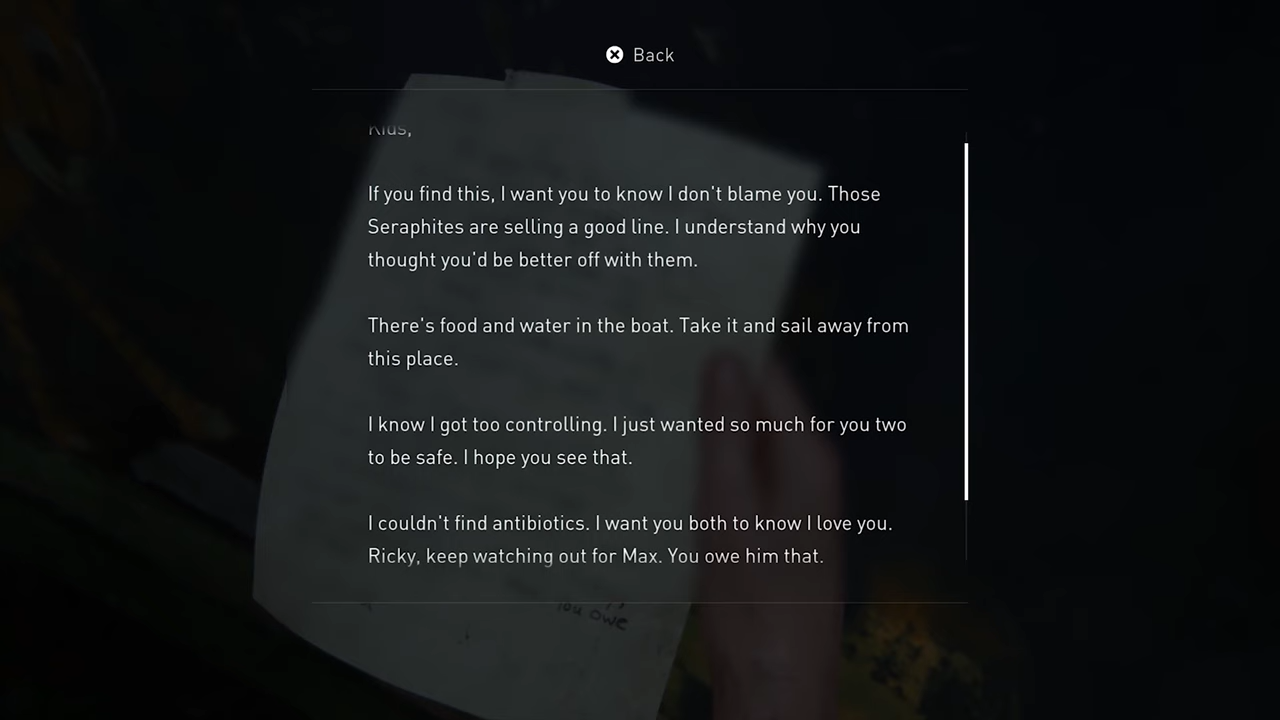 Back
Kids,
If you find this, I want you to know I don't blame you. Those
Seraphites are selling a good line. I understand why you
thought you'd be better off with them.
There's food and water in the boat. Take it and sail away from
this place.
I know I got too controlling. I just wanted so much for you two
to be safe. I hope you see that.
I couldn't find antibiotics. I want you both to know I love you.
Ricky, keep watching out for Max. You owe him that.
You owe